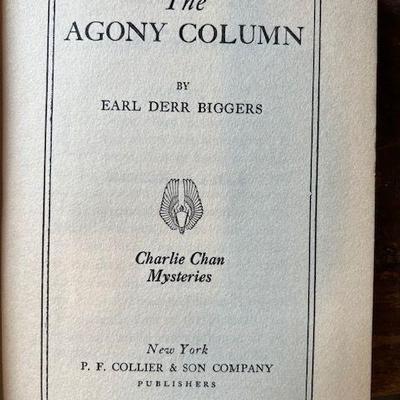 The
AGONY COLUMN
BY
EARL DERR BIGGERS
Charlie Chan
Mysteries
New York
P. F. COLLIER & SON COMPANY
PUBLISHERS